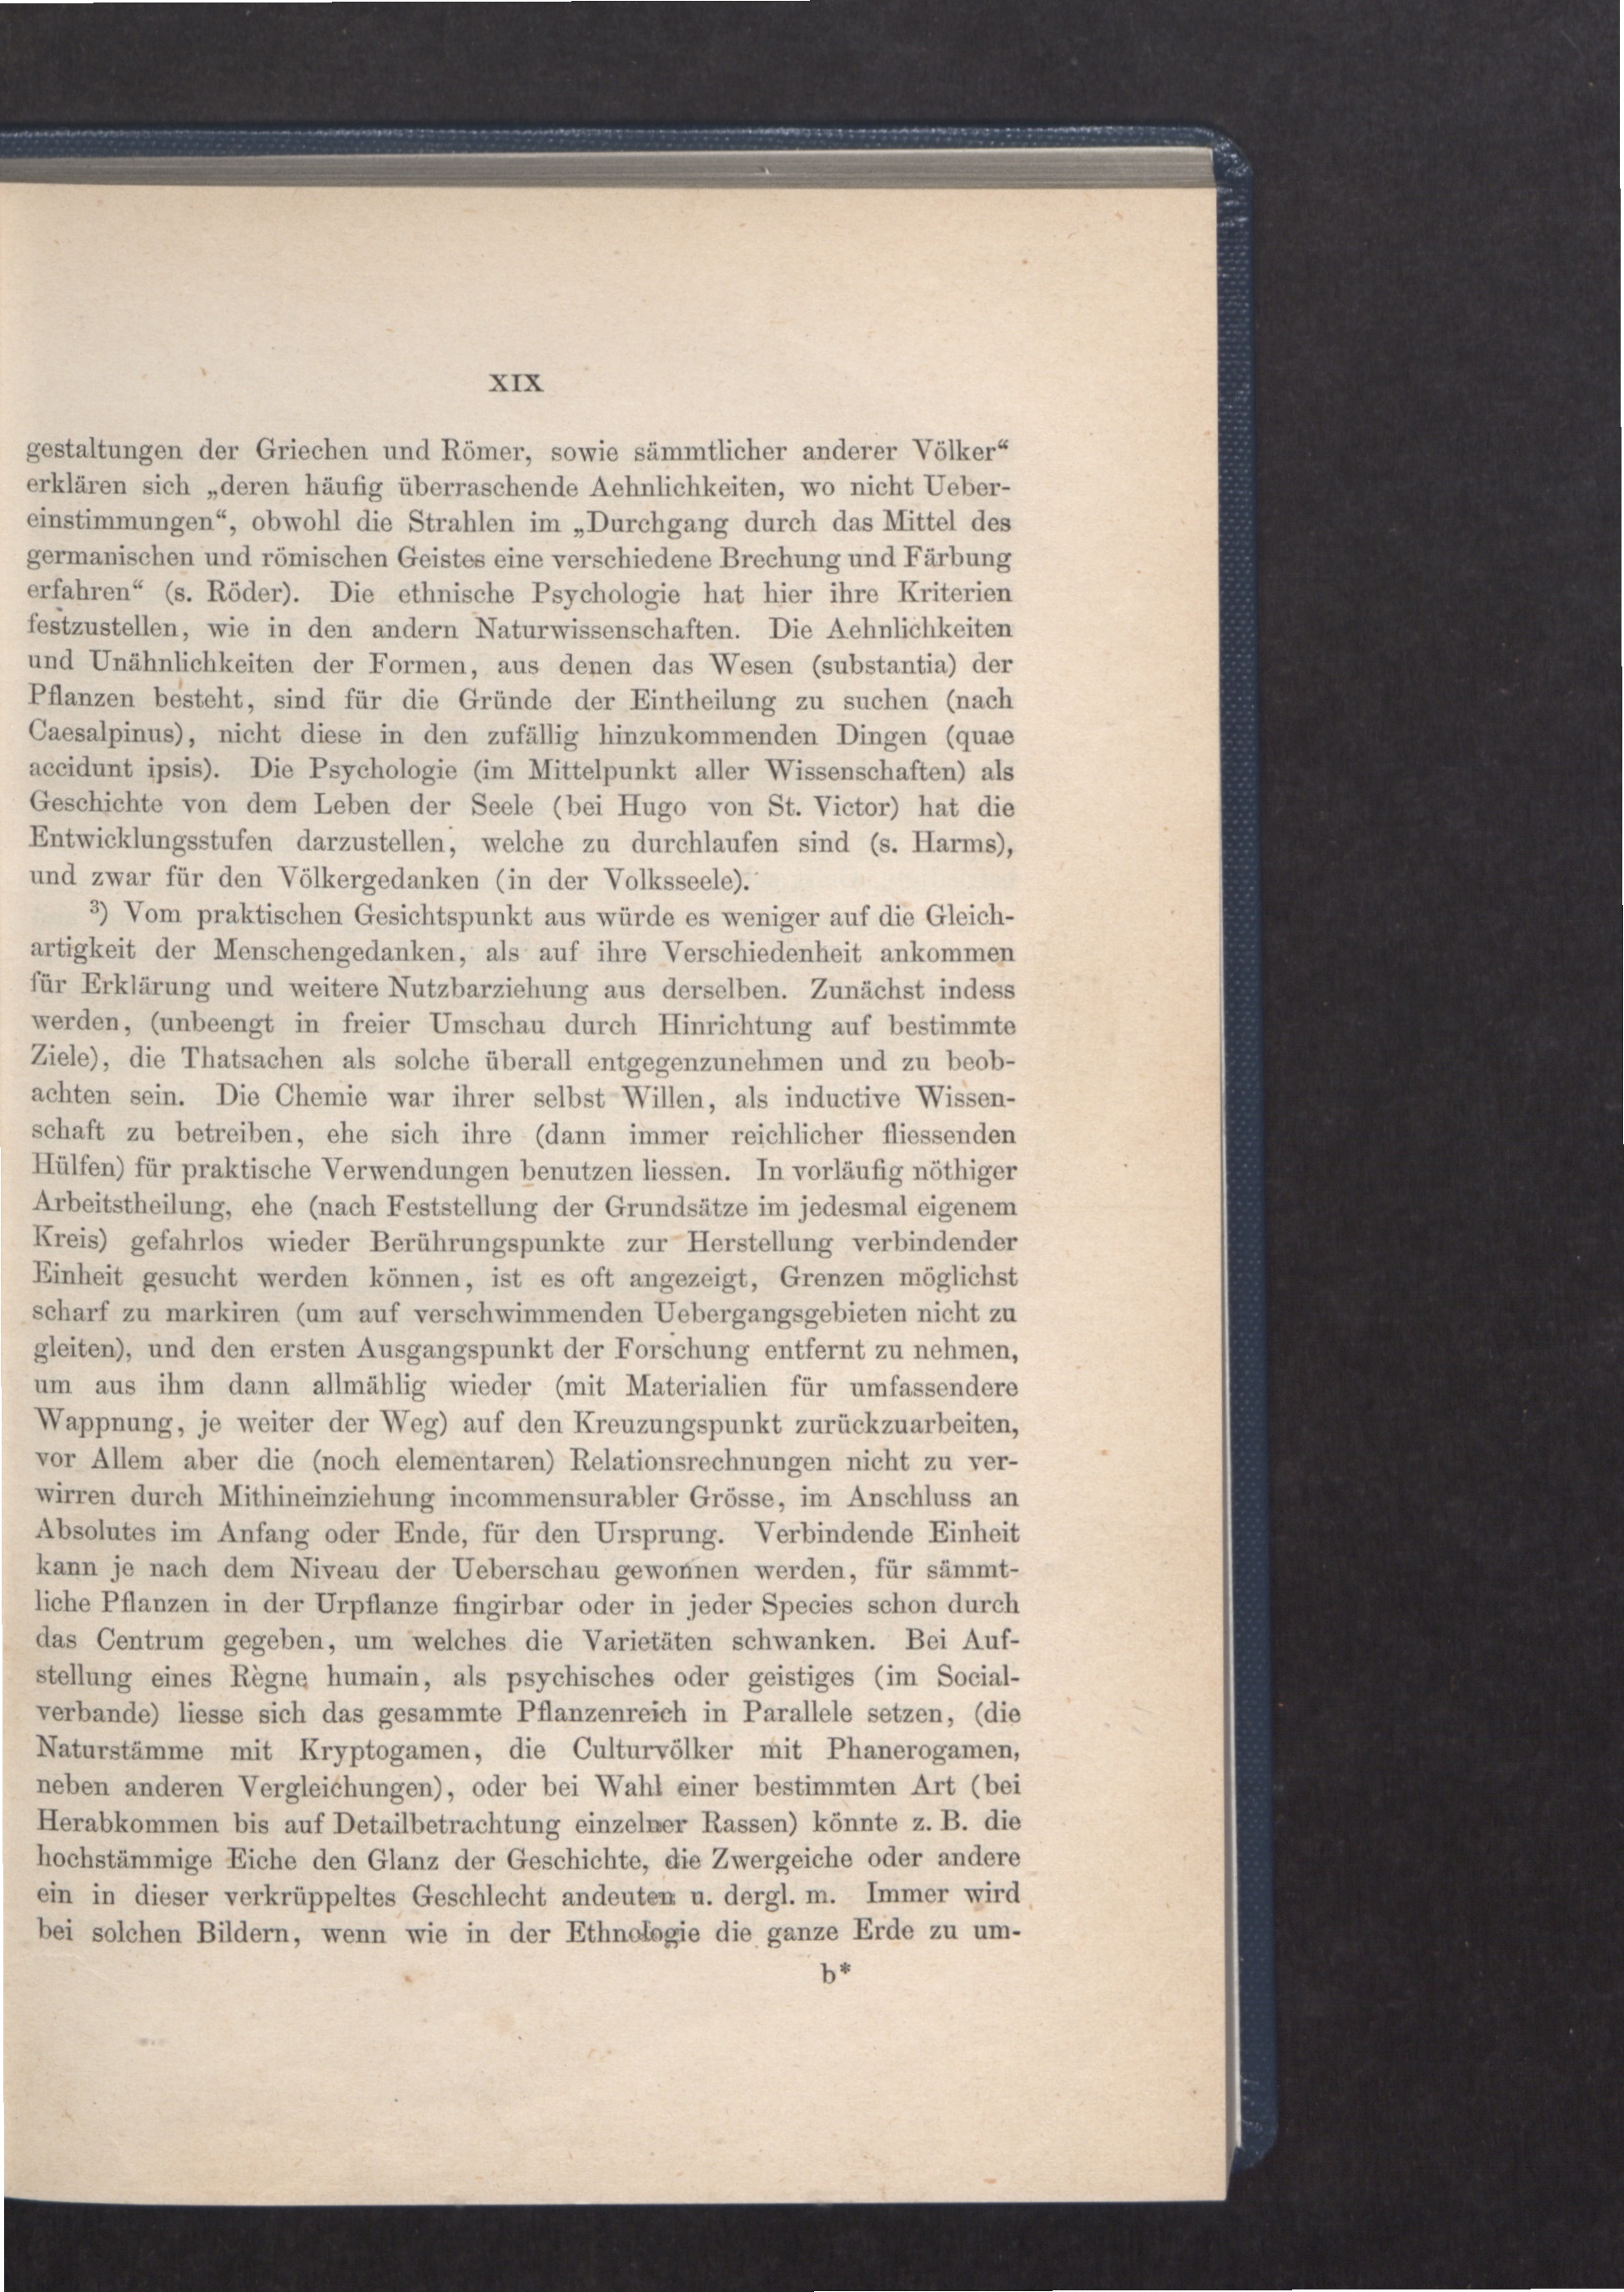 XIX
gestaltungen der Griechen und Römer, sowie sämmtlicher anderer Völker“
erklären sich „deren häufig überraschende Aehnlichkeiten, wo nicht Ueber-
einstimmungen“, obwohl die Strahlen im „Durchgang durch das Mittel des
germanischen und römischen Geistes eine verschiedene Brechung und Färbung
erfahren“ (s. Röder). Die ethnische Psychologie hat hier ihre Kriterien
festzustellen, wie in den andern Naturwissenschaften. Die Aehnlichkeiten
und Unähnlichkeiten der Formen, aus denen das Wesen (substantia) der
Pflanzen besteht, sind für die Gründe der Eintheilung zu suchen (nach
Caesalpinus), nicht diese in den zufällig hinzukommenden Dingen (quae
accidunt ipsis). Die Psychologie (im Mittelpunkt aller Wissenschaften) als
Geschichte von dem Leben der Seele (bei Hugo von St. Victor) hat die
Entwicklungsstufen darzustellen, welche zu durchlaufen sind (s. Harms),
und zwar für den Völkergedanken (in der Volksseele).
³) Vom praktischen Gesichtspunkt aus würde es weniger auf die Gleich-
artigkeit der Menschengedanken, als auf ihre Verschiedenheit ankommen
für Erklärung und weitere Nutzbarziehung aus derselben. Zunächst indess
werden, (unbeengt in freier Umschau durch Hinrichtung auf bestimmte
Ziele), die Thatsachen als solche überall entgegenzunehmen und zu beob-
achten sein. Die Chemie war ihrer selbst Willen, als inductive Wissen-
schaft zu betreiben, ehe sich ihre (dann immer reichlicher fliessenden
Hülfen) für praktische Verwendungen benutzen liessen. In vorläufig nöthiger
Arbeitstheilung, ehe (nach Feststellung der Grundsätze im jedesmal eigenem
Kreis) gefahrlos wieder Berührungspunkte zur Herstellung verbindender
Einheit gesucht werden können, ist es oft angezeigt, Grenzen möglichst
scharf zu markiren (um auf verschwimmenden Uebergangsgebieten nicht zu
gleiten), und den ersten Ausgangspunkt der Forschung entfernt zu nehmen,
um aus ihm dann allmählig wieder (mit Materialien für umfassendere
Wappnung, je weiter der Weg) auf den Kreuzungspunkt zurückzuarbeiten,
vor Allem aber die (noch elementaren) Relationsrechnungen nicht zu ver-
wirren durch Mithineinziehung incommensurabler Grösse, im Anschluss an
Absolutes im Anfang oder Ende, für den Ursprung. Verbindende Einheit
kann je nach dem Niveau der Ueberschau gewonnen werden, für sämmt-
liche Pflanzen in der Urpflanze fingirbar oder in jeder Species schon durch
das Centrum gegeben, um welches die Varietäten schwanken. Bei Auf-
stellung eines Règne humain, als psychisches oder geistiges (im Social-
verbande) liesse sich das gesammte Pflanzenreich in Parallele setzen, (die
Naturstämme mit Kryptogamen, die Culturvölker mit Phanerogamen,
neben anderen Vergleichungen), oder bei Wahl einer bestimmten Art (bei
Herabkommen bis auf Detailbetrachtung einzelner Rassen) könnte z. B. die
hochstämmige Eiche den Glanz der Geschichte, die Zwergeiche oder andere
ein in dieser verkrüppeltes Geschlecht andeuten u. dergl. m. Immer wird
bei solchen Bildern, wenn wie in der Ethnologie die ganze Erde zu um-
b*